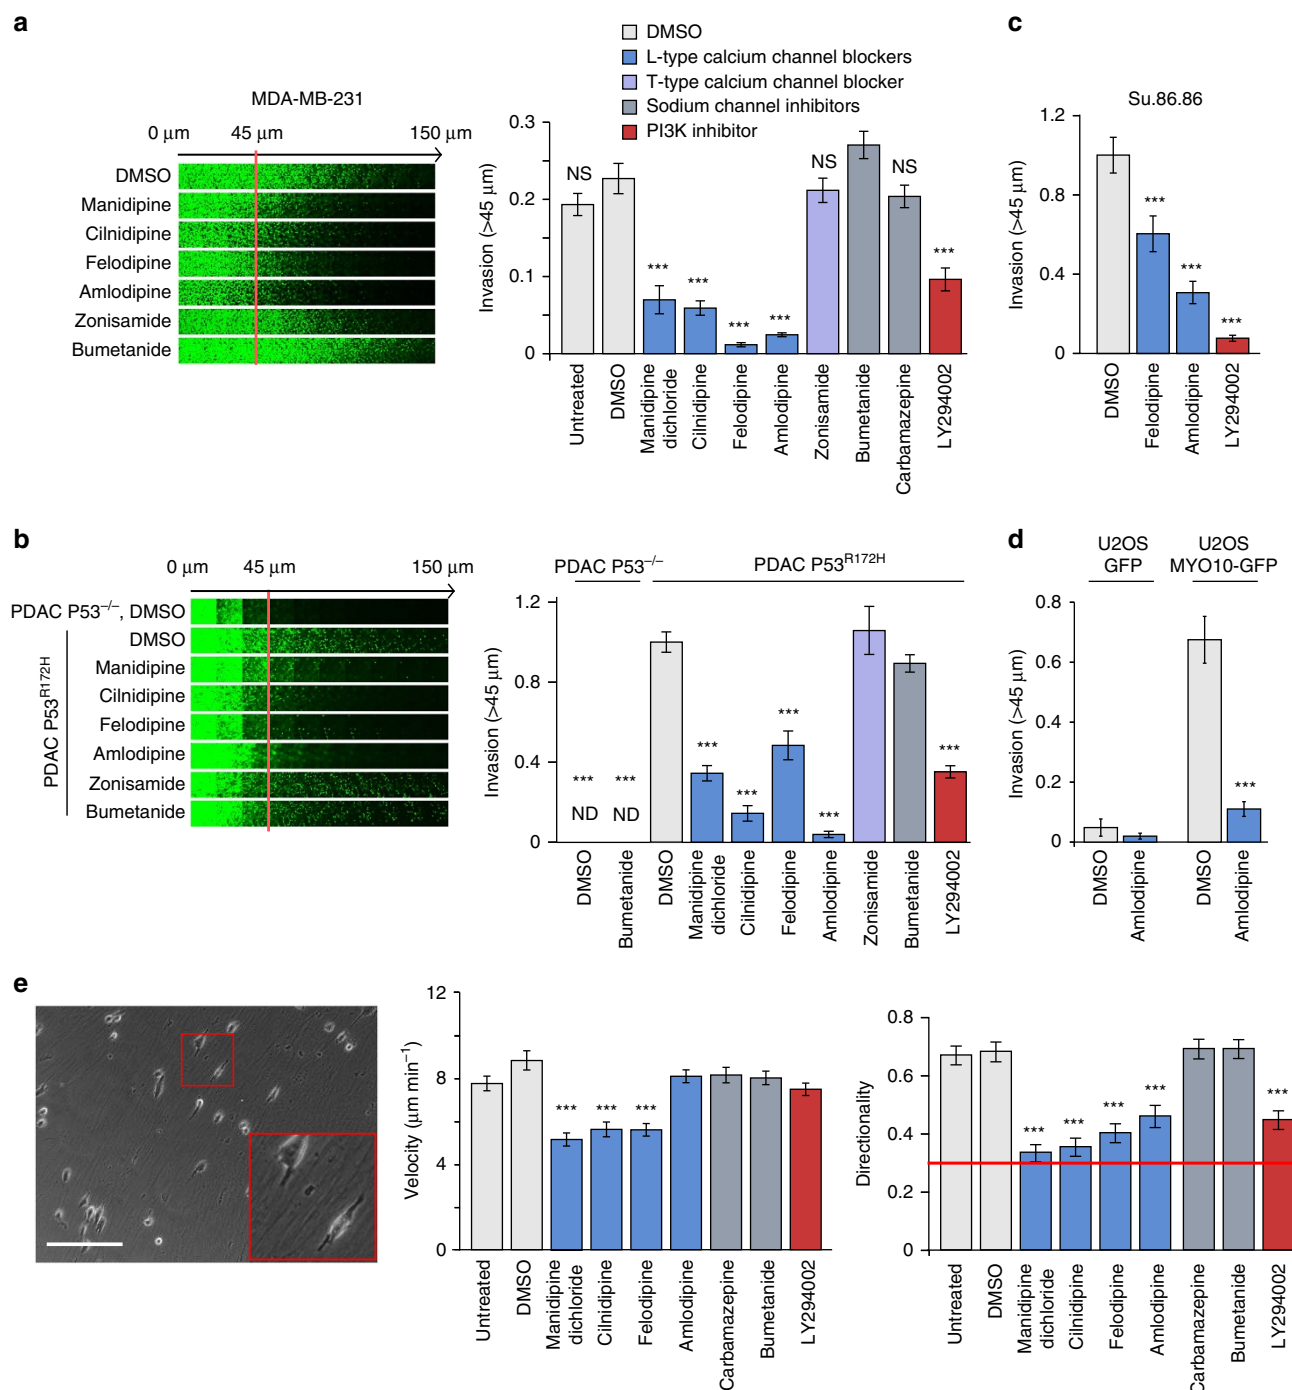 a
MDA-MB-231
0 µm 45 µm 150 µm
DMSO
Manidipine
Cilnidipine
Felodipine
Amlodipine
Zonisamide
Bumetanide
DMSO
L-type calcium channel blockers
T-type calcium channel blocker
Sodium channel inhibitors
PI3K inhibitor
Invasion (>45 µm)
0.3
0.2
0.1
0
NS
***
***
***
***
NS
NS
***
Untreated
DMSO
Manidipine
dichloride
Cilnidipine
Felodipine
Amlodipine
Zonisamide
Bumetanide
Carbamazepine
LY294002
c
Su.86.86
Invasion (>45 µm)
1.2
0.8
0.4
0
***
***
***
DMSO
Felodipine
Amlodipine
LY294002
b
0 µm 45 µm 150 µm
PDAC P53⁻/⁻, DMSO
PDAC P53ᴿ¹⁷²ᴴ
DMSO
Manidipine
Cilnidipine
Felodipine
Amlodipine
Zonisamide
Bumetanide
PDAC P53⁻/⁻
PDAC P53ᴿ¹⁷²ᴴ
Invasion (>45 µm)
1.2
0.8
0.4
0
***
ND
***
ND
***
***
***
***
***
DMSO
Bumetanide
DMSO
Manidipine
dichloride
Cilnidipine
Felodipine
Amlodipine
Zonisamide
Bumetanide
LY294002
d
U2OS
GFP
U2OS
MYO10-GFP
Invasion (>45 µm)
0.8
0.6
0.4
0.2
0
***
DMSO
Amlodipine
DMSO
Amlodipine
e
Velocity (µm min⁻¹)
12
8
4
0
***
***
***
Untreated
DMSO
Manidipine
dichloride
Cilnidipine
Felodipine
Amlodipine
Carbamazepine
Bumetanide
LY294002
Directionality
0.8
0.6
0.4
0.2
0
***
***
***
***
***
Untreated
DMSO
Manidipine
dichloride
Cilnidipine
Felodipine
Amlodipine
Carbamazepine
Bumetanide
LY294002